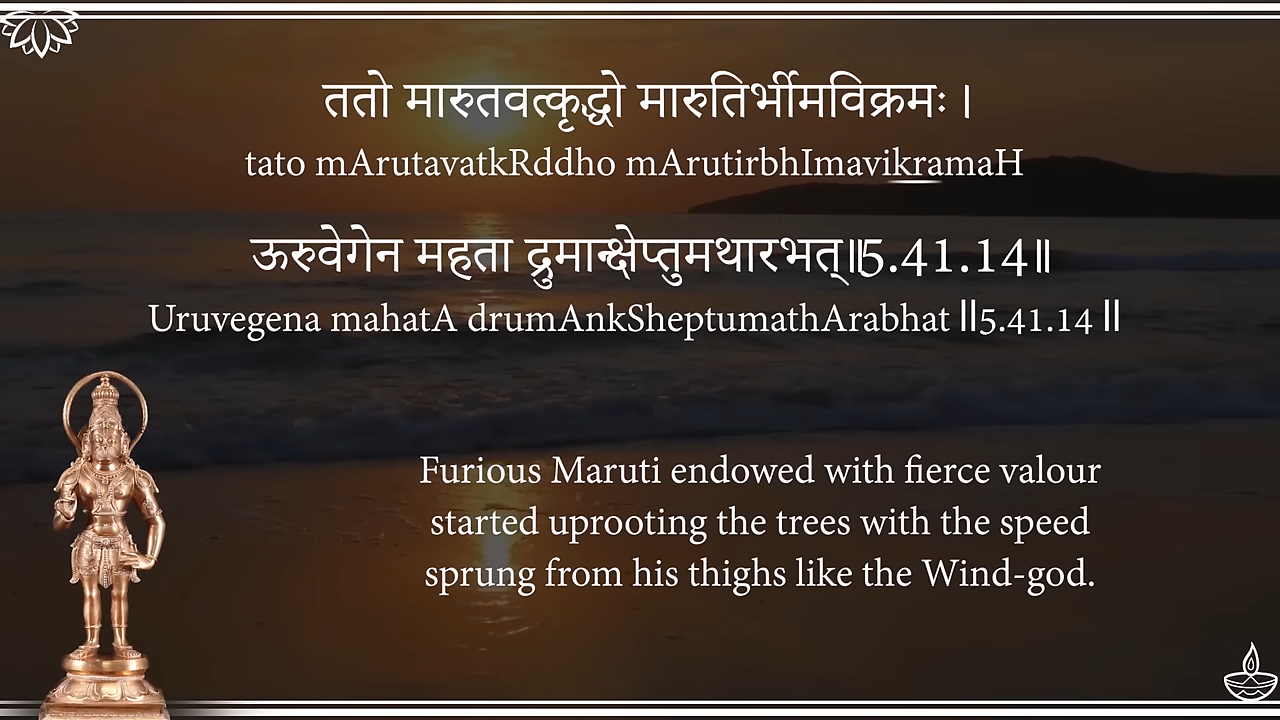 ततो मारुतवत्कृद्धो मारुतिर्भीमविक्रमः ।
tato mArutavatkRddho mArutirbhImavikramaH
ऊरुवेगेन महता द्रुमान्क्षेप्तुमथारभत्॥5.41.14॥
Uruvegena mahatA drumAnkSheptumathArabhat ||5.41.14 ||
Furious Maruti endowed with fierce valour
started uprooting the trees with the speed
sprung from his thighs like the Wind-god.